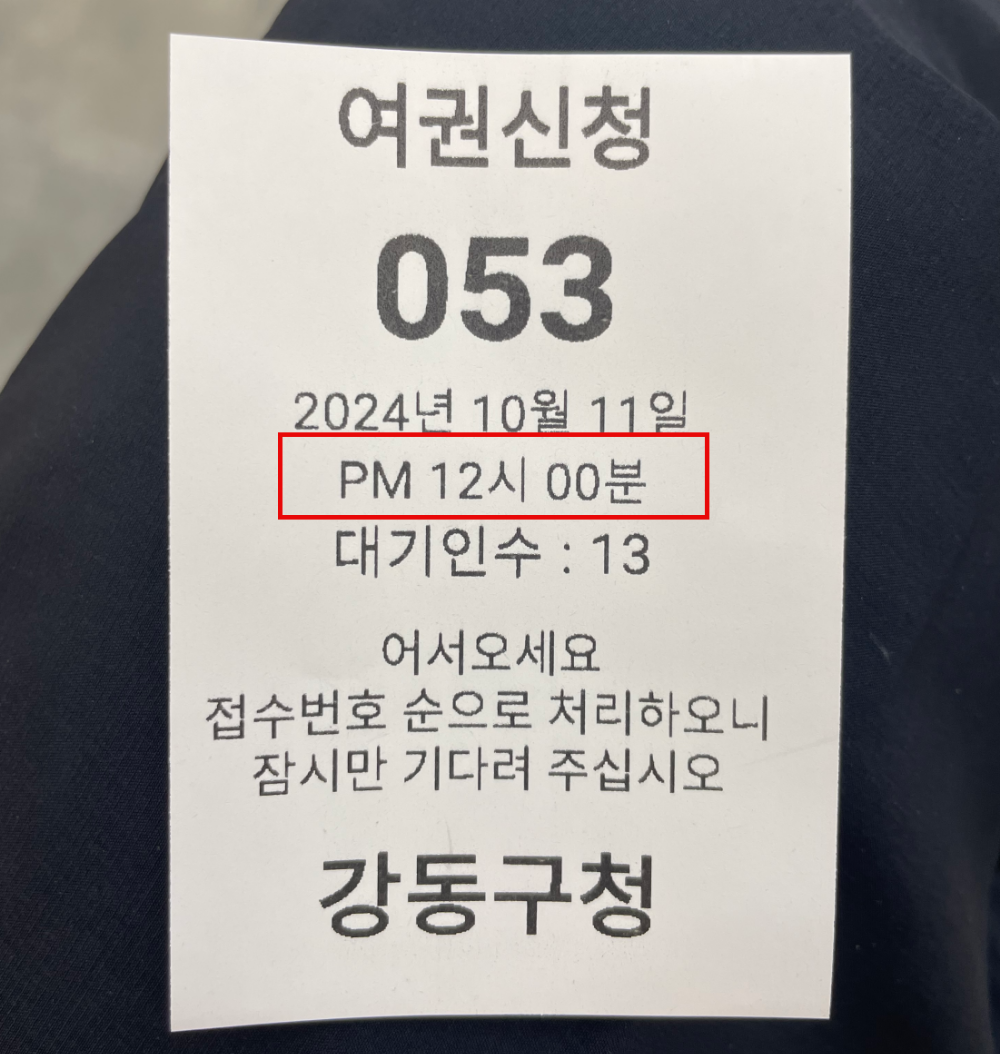 여권신청
053
2024년 10월 11일
PM 12시 00분
대기인수 : 13
어서오세요
접수번호 순으로 처리하오니
잠시만 기다려 주십시오
강동구청